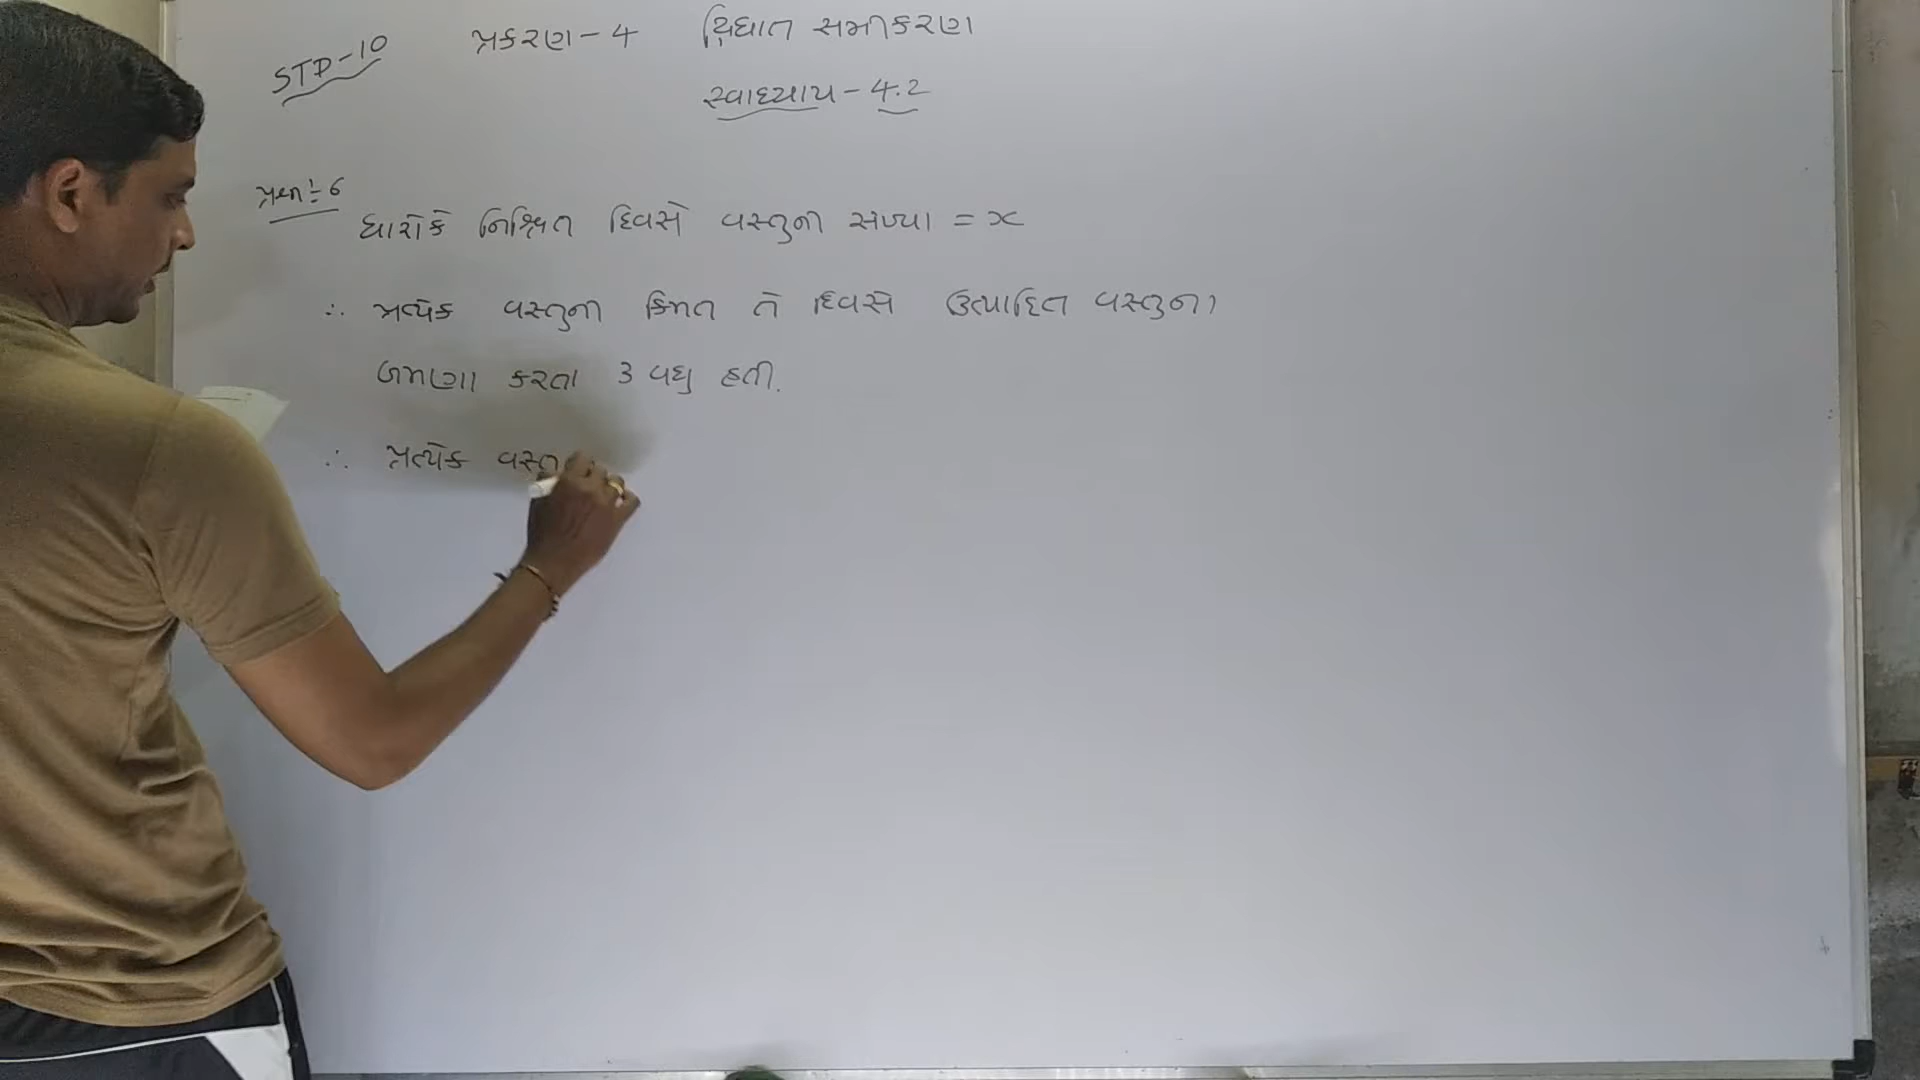 STD-10
પ્રકરણ-4 દ્વિઘાત સમીકરણ
સ્વાધ્યાય-4.2
પ્રશ્નઃ-6
ધારોકે નિશ્ચિત દિવસે વસ્તુની સંખ્યા = x
∴ પ્રત્યેક વસ્તુની કિંમત તે દિવસે ઉત્પાદિત વસ્તુના
બમણા કરતા 3 વધુ હતી.
∴ પ્રત્યેક વસ્તુ